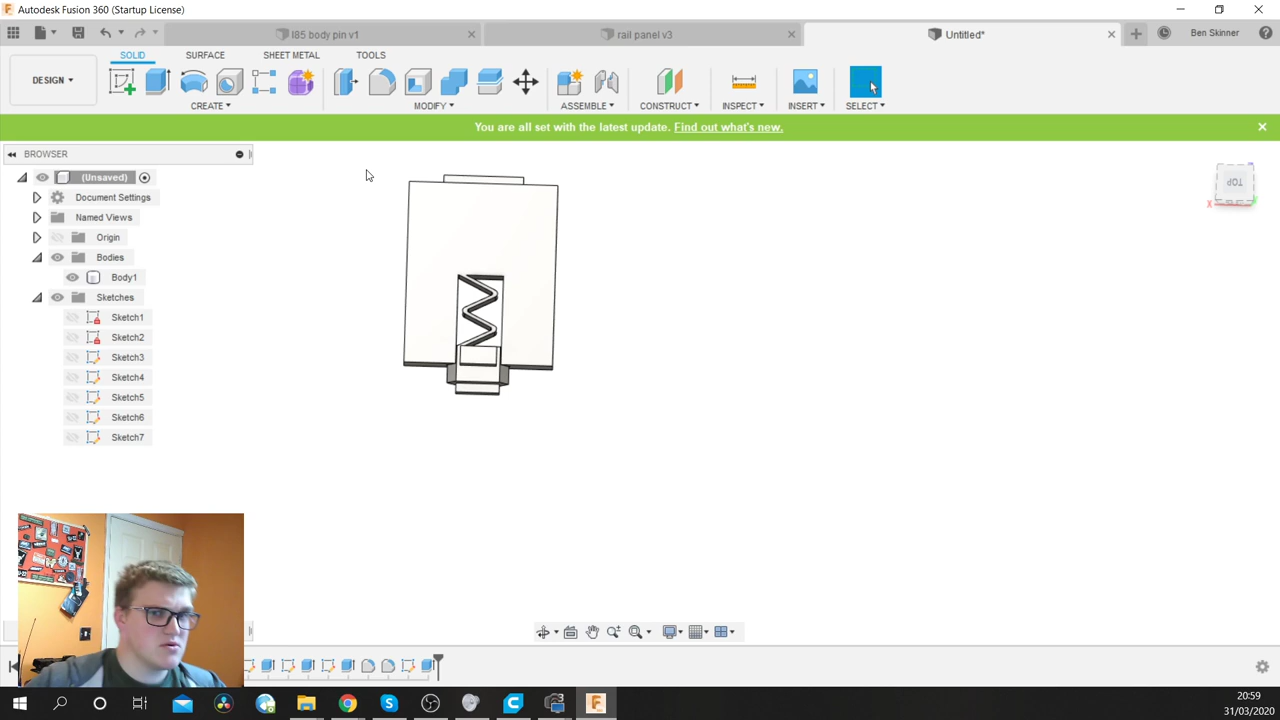 Autodesk Fusion 360 (Startup License)
l85 body pin v1
rail panel v3
Untitled*
Ben Skinner
SOLID SURFACE SHEET METAL TOOLS
DESIGN
CREATE MODIFY ASSEMBLE CONSTRUCT INSPECT INSERT SELECT
You are all set with the latest update. Find out what's new.
BROWSER
(Unsaved)
Document Settings
Named Views
Origin
Bodies
Body1
Sketches
Sketch1
Sketch2
Sketch3
Sketch4
Sketch5
Sketch6
Sketch7
TOP
X
20:59
31/03/2020